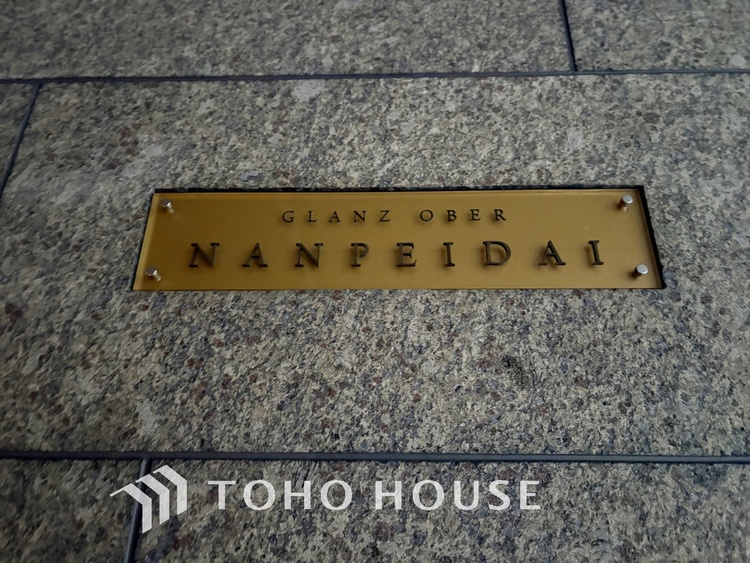 GLANZ OBER
NANPEIDAI
TOHO HOUSE